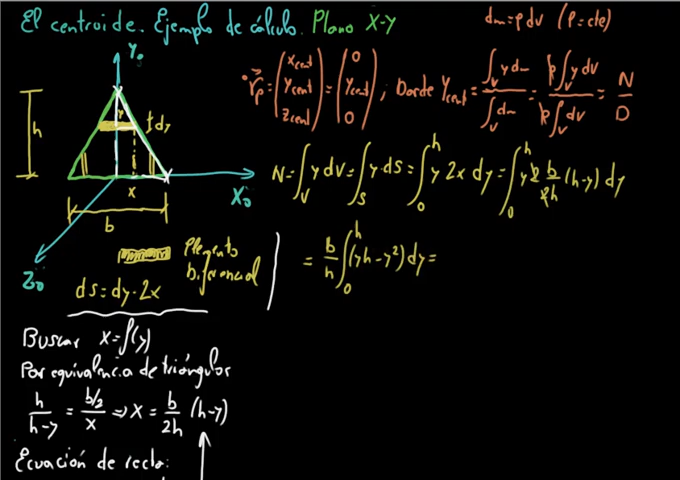 El centroide. Ejemplo de cálculo. Plano X-Y
dm=ρdv (ρ=cte)
Y₀
r⃗ρ = (Xcent Ycent Zcent) = (0 Ycent 0) ; Donde Ycent = ∫v y dm / ∫v dm = ρ∫v y dv / ρ∫v dv = N / D
h
dy
x
b
X₀
Z₀
N = ∫v y dv = ∫s y·ds = ∫₀ʰ y 2x dy = ∫₀ʰ y 2 b/2h (h-y) dy
Elemento
diferencial
ds = dy·2x
= b/h ∫₀ʰ (yh - y²) dy =
Buscar x=f(y)
Por equivalencia de triángulos
h/h-y = b/2/x ⇒ x = b/2h (h-y)
Ecuación de recta: